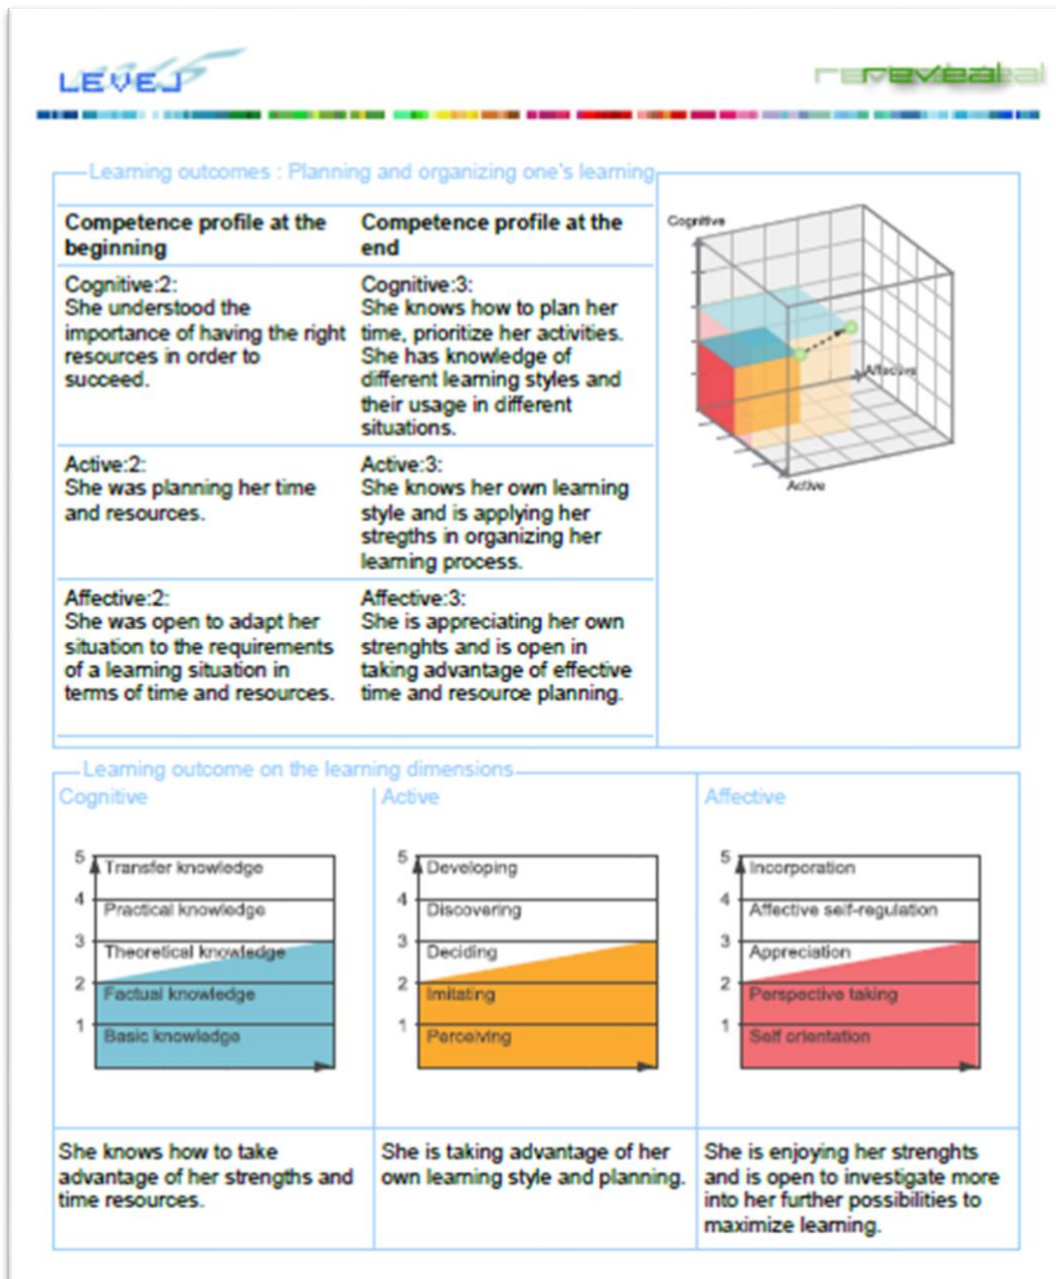 LEVEL5
reveal
Learning outcomes : Planning and organizing one's learning
Competence profile at the beginning
Competence profile at the end
Cognitive:2:
She understood the
importance of having the right
resources in order to
succeed.
Cognitive:3:
She knows how to plan her
time, prioritize her activities.
She has knowledge of
different learning styles and
their usage in different
situations.
Active:2:
She was planning her time
and resources.
Active:3:
She knows her own learning
style and is applying her
stregths in organizing her
learning process.
Affective:2:
She was open to adapt her
situation to the requirements
of a learning situation in
terms of time and resources.
Affective:3:
She is appreciating her own
strenghts and is open in
taking advantage of effective
time and resource planning.
Cognitive
Affective
Active
Learning outcome on the learning dimensions
Cognitive
5
Transfer knowledge
4
Practical knowledge
3
Theoretical knowledge
2
Factual knowledge
1
Basic knowledge
She knows how to take
advantage of her strengths and
time resources.
Active
5
Developing
4
Discovering
3
Deciding
2
Imitating
1
Perceiving
She is taking advantage of her
own learning style and planning.
Affective
5
Incorporation
4
Affective self-regulation
3
Appreciation
2
Perspective taking
1
Self orientation
She is enjoying her strenghts
and is open to investigate more
into her further possibilities to
maximize learning.